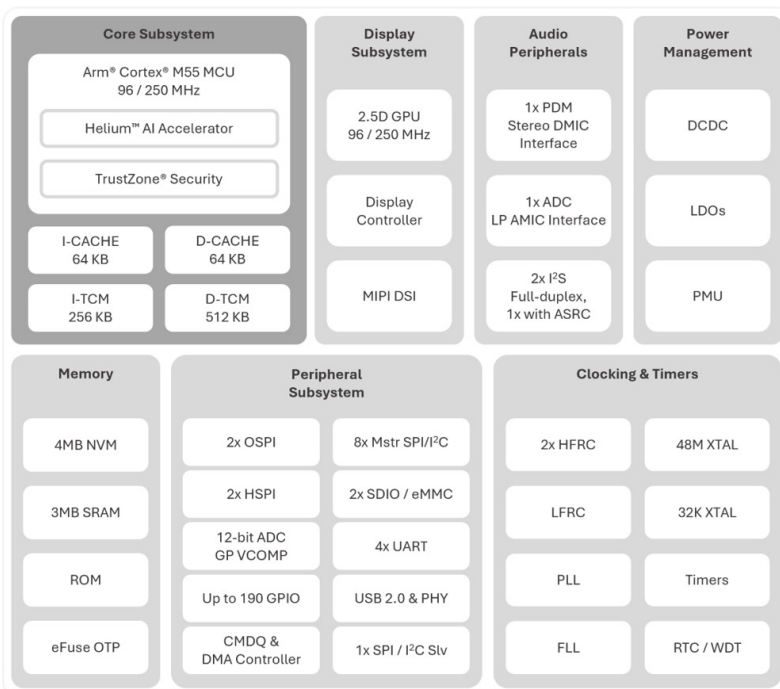 Core Subsystem
Arm® Cortex® M55 MCU
96 / 250 MHz
Helium™ AI Accelerator
TrustZone® Security
I-CACHE
64 KB
D-CACHE
64 KB
I-TCM
256 KB
D-TCM
512 KB
Display
Subsystem
2.5D GPU
96 / 250 MHz
Display
Controller
MIPI DSI
Audio
Peripherals
1x PDM
Stereo DMIC
Interface
1x ADC
LP AMIC Interface
2x I²S
Full-duplex,
1x with ASRC
Power
Management
DCDC
LDOs
PMU
Memory
4MB NVM
3MB SRAM
ROM
eFuse OTP
Peripheral
Subsystem
2x OSPI
8x Mstr SPI/I²C
2x HSPI
2x SDIO / eMMC
12-bit ADC
GP VCOMP
4x UART
Up to 190 GPIO
USB 2.0 & PHY
CMDQ &
DMA Controller
1x SPI / I²C Slv
Clocking & Timers
2x HFRC
48M XTAL
LFRC
32K XTAL
PLL
Timers
FLL
RTC / WDT